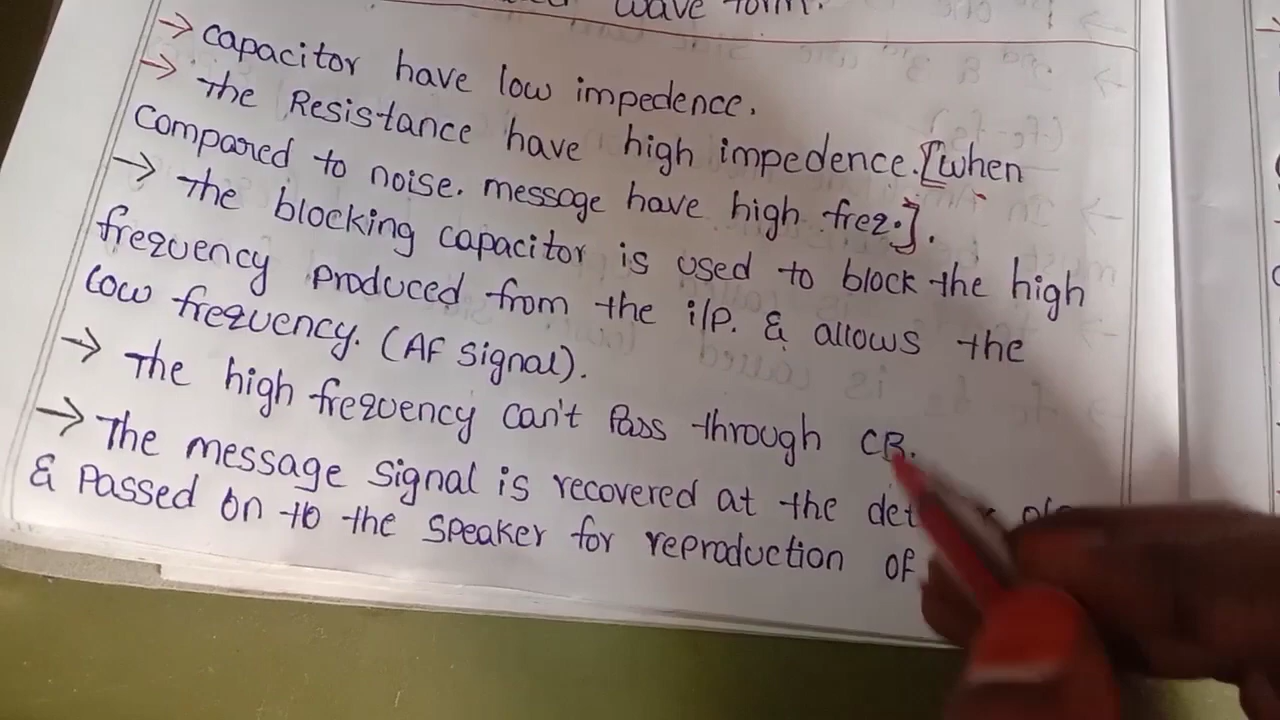 wave form.
→ capacitor have low impedence.
→ The Resistance have high impedence.[when
compared to noise. message have high freq.].
→ The blocking capacitor is used to block the high
frequency produced from the i/p. & allows the
low frequency. (AF signal).
→ The high frequency can't pass through CB.
→ The message signal is recovered at the
& passed on to the speaker for reproduction of